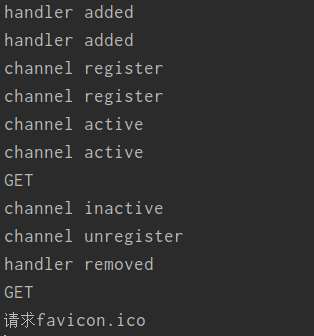 handler added
handler added
channel register
channel register
channel active
channel active
GET
channel inactive
channel unregister
handler removed
GET
请求favicon.ico